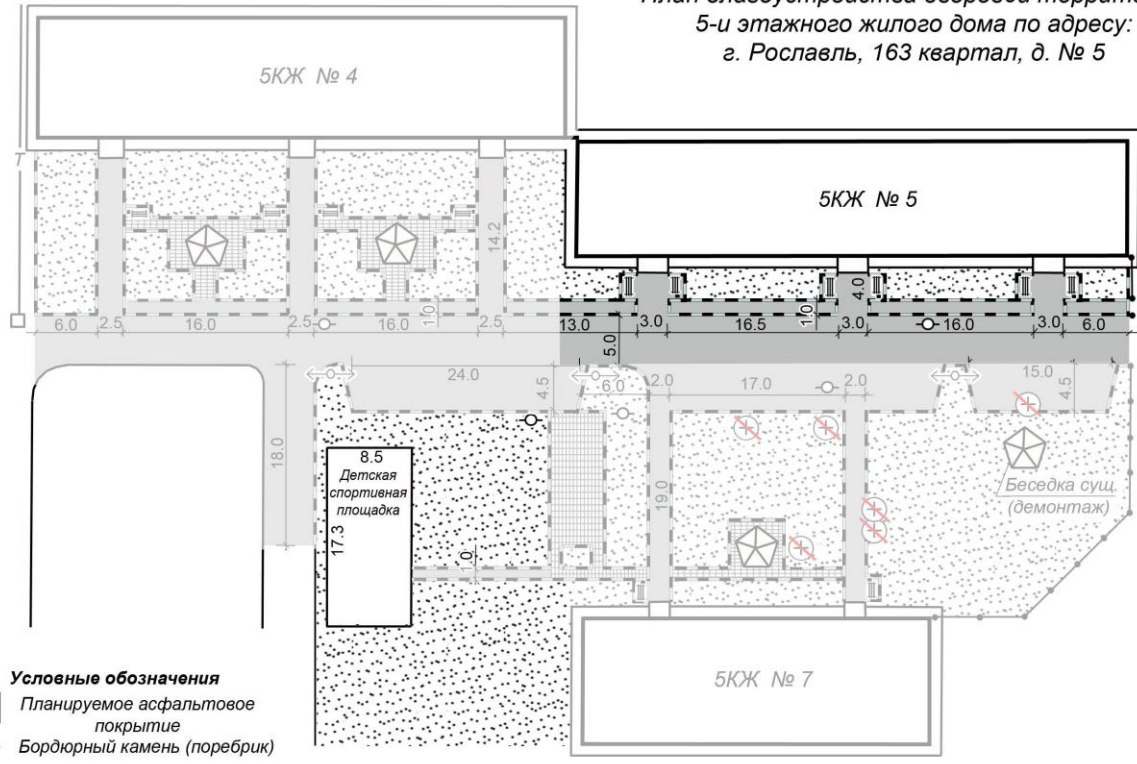 План благоустройства дворовой
5-и этажного жилого дома по адресу:
г. Рославль, 163 квартал, д. № 5
5КЖ № 4
5КЖ № 5
Т
14.2
4.0
1.0
1.0
6.0
2.5
16.0
2.5
16.0
2.5
13.0
3.0
16.5
3.0
16.0
3.0
6.0
5.0
24.0
4.5
6.0
2.0
17.0
2.0
15.0
4.5
18.0
8.5
Детская
спортивная
площадка
17.3
19.0
Беседка сущ.
(демонтаж)
5КЖ № 7
Условные обозначения
Планируемое асфальтовое
покрытие
Бордюрный камень (поребрик)